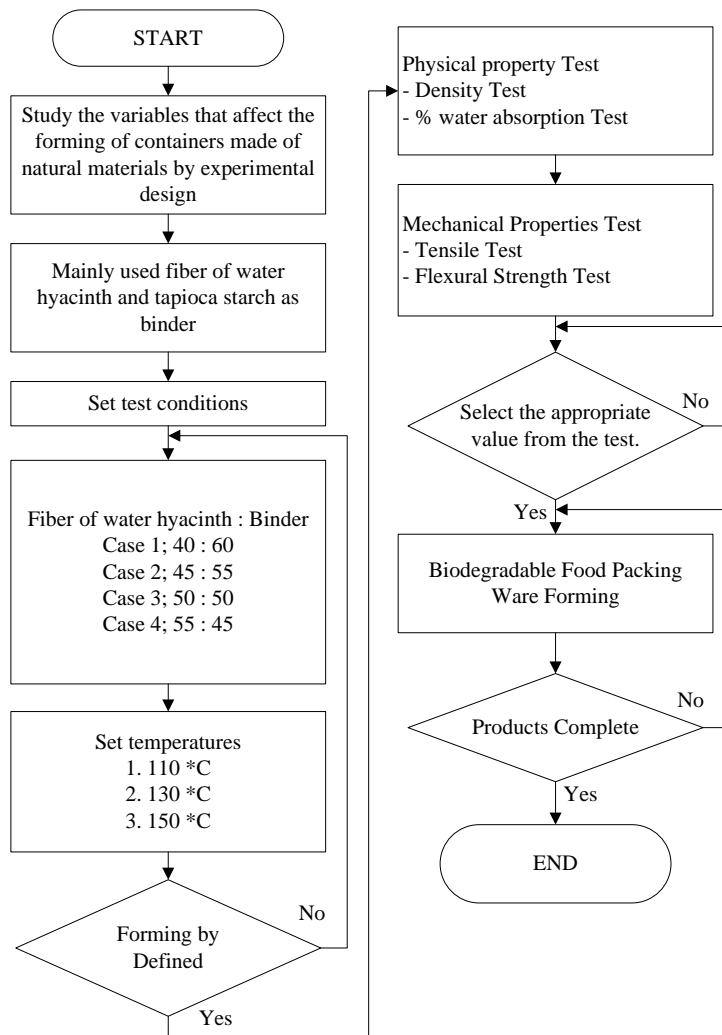 START
Study the variables that affect the
forming of containers made of
natural materials by experimental
design
Mainly used fiber of water
hyacinth and tapioca starch as
binder
Set test conditions
Fiber of water hyacinth : Binder
Case 1; 40 : 60
Case 2; 45 : 55
Case 3; 50 : 50
Case 4; 55 : 45
Set temperatures
1. 110 *C
2. 130 *C
3. 150 *C
No
Forming by
Defined
Yes
Physical property Test
- Density Test
- % water absorption Test
Mechanical Properties Test
- Tensile Test
- Flexural Strength Test
No
Select the appropriate
value from the test.
Yes
Biodegradable Food Packing
Ware Forming
No
Products Complete
Yes
END